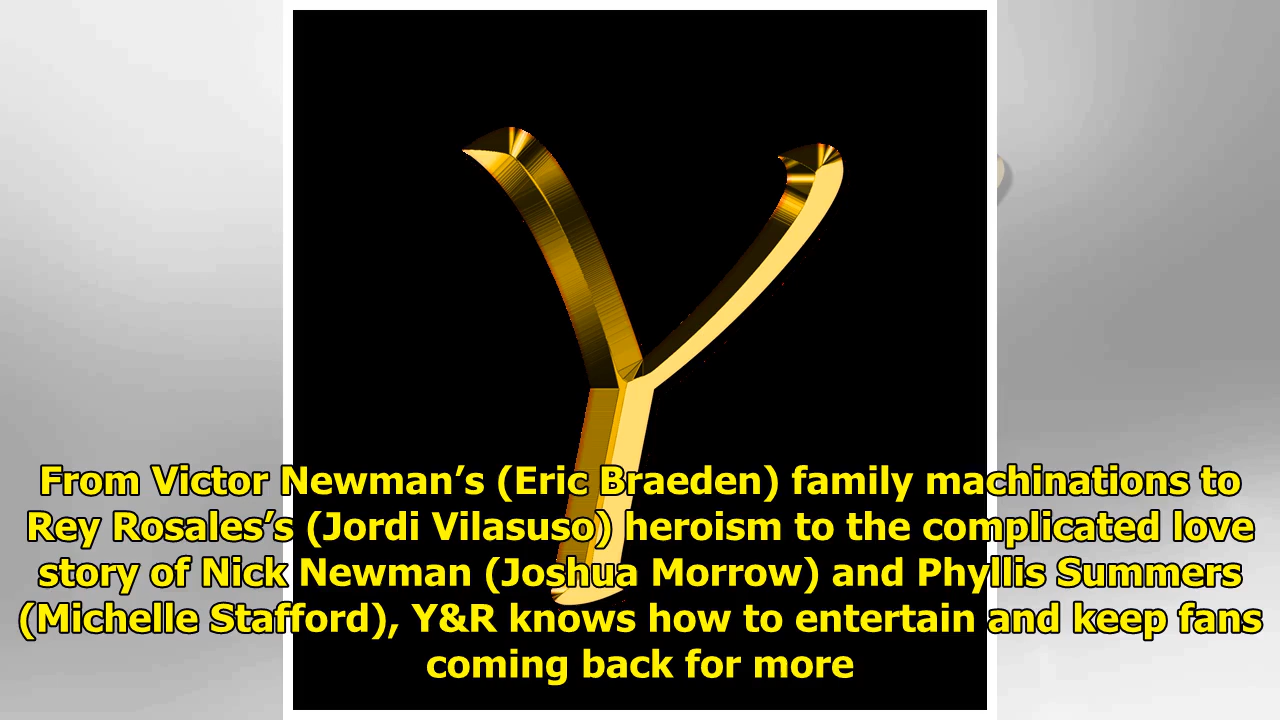 Y
From Victor Newman’s (Eric Braeden) family machinations to
Rey Rosales’s (Jordi Vilasuso) heroism to the complicated love
story of Nick Newman (Joshua Morrow) and Phyllis Summers
(Michelle Stafford), Y&R knows how to entertain and keep fans
coming back for more